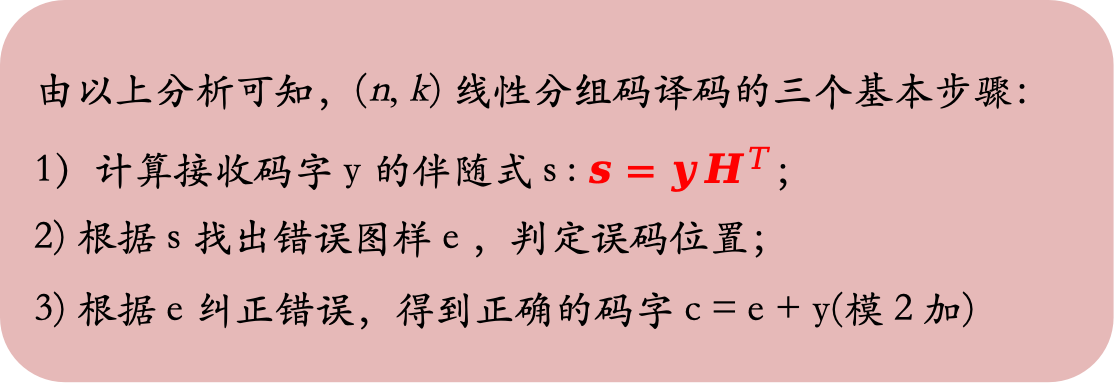 由以上分析可知，(n, k) 线性分组码译码的三个基本步骤：
1）计算接收码字 y 的伴随式 s : s = y H^T ；
2) 根据 s 找出错误图样 e ，判定误码位置；
3) 根据 e 纠正错误，得到正确的码字 c = e + y(模 2 加)